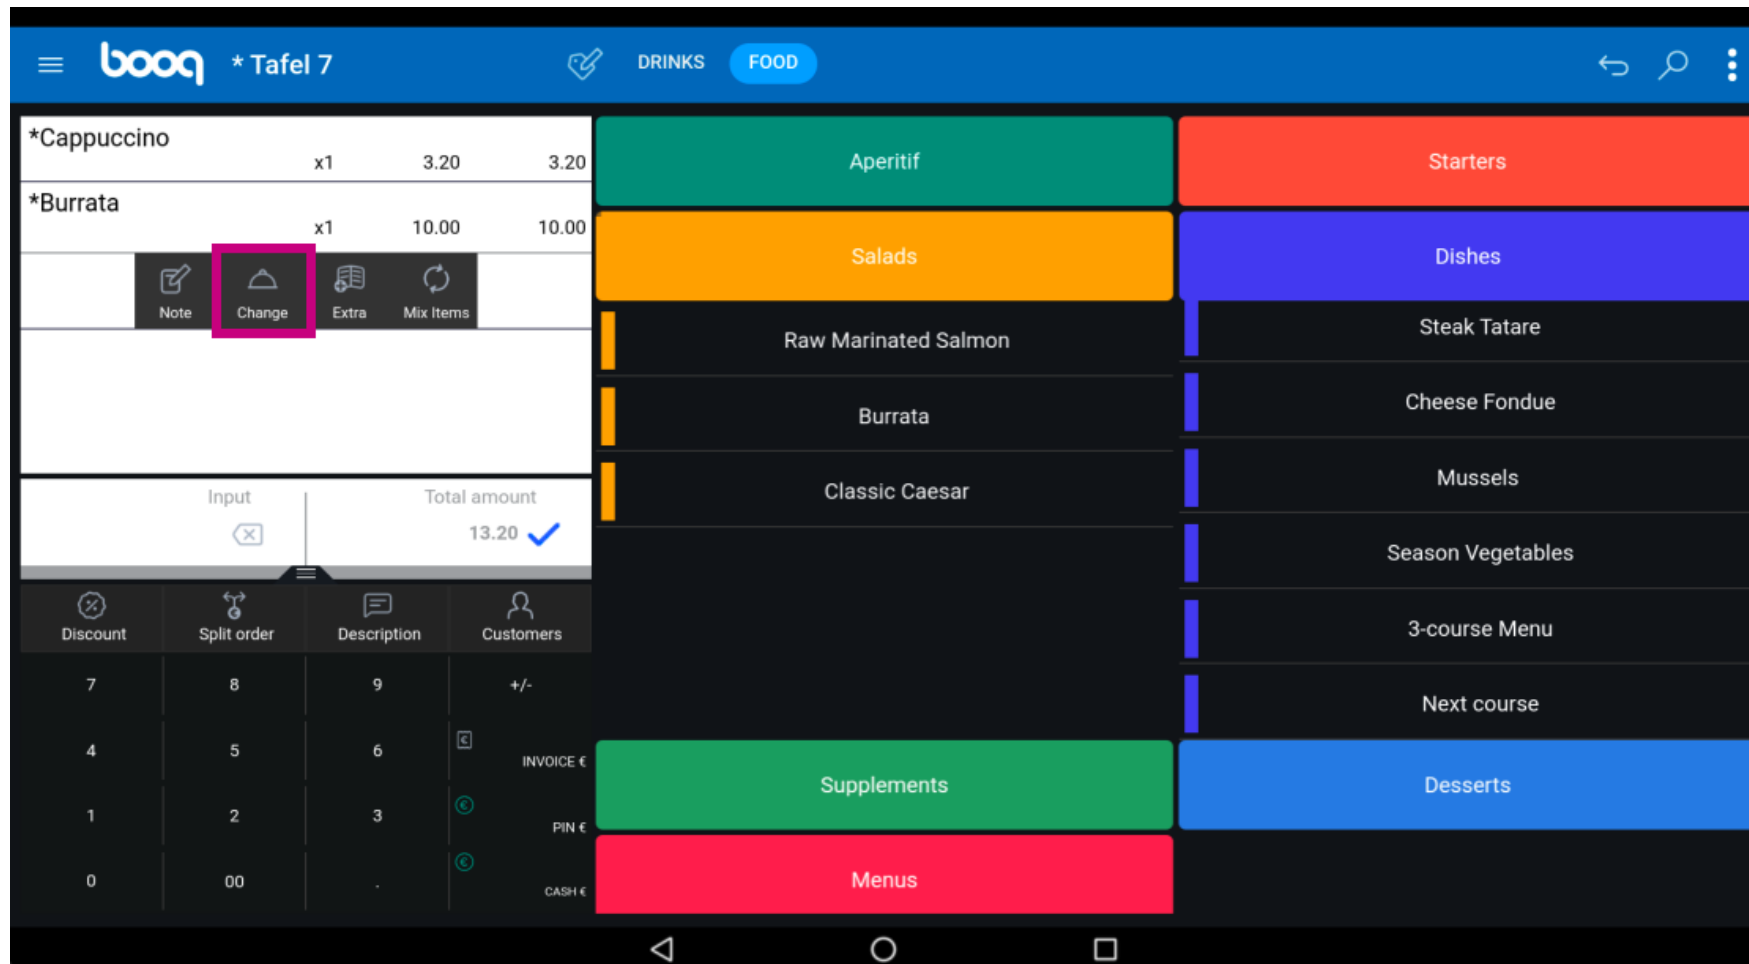 booq * Tafel 7 DRINKS FOOD
*Cappuccino
x1 3.20 3.20
*Burrata
x1 10.00 10.00
Note Change Extra Mix Items
Input Total amount
13.20
Discount Split order Description Customers
7 8 9 +/-
4 5 6 INVOICE €
1 2 3 PIN €
0 00 . CASH €
Aperitif
Salads
Raw Marinated Salmon
Burrata
Classic Caesar
Supplements
Menus
Starters
Dishes
Steak Tatare
Cheese Fondue
Mussels
Season Vegetables
3-course Menu
Next course
Desserts